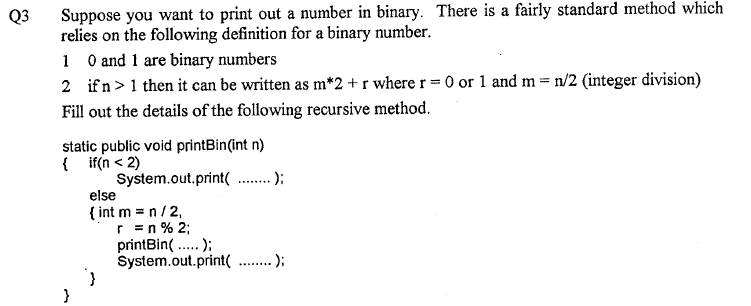 Q3 Suppose you want to print out a number in binary. There is a fairly standard method which
relies on the following definition for a binary number.
1 0 and 1 are binary numbers
2 if n > 1 then it can be written as m*2 + r where r = 0 or 1 and m = n/2 (integer division)
Fill out the details of the following recursive method.
static public void printBin(int n)
{ if(n < 2)
System.out.print( ........ );
else
{ int m = n / 2,
r = n % 2;
printBin( ..... );
System.out.print( ........ );
}
}